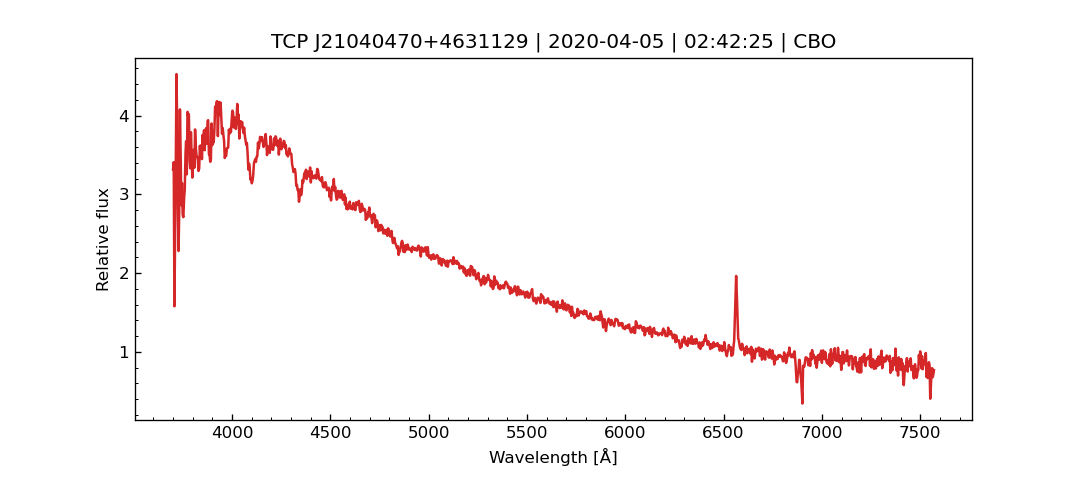 TCP J21040470+4631129 | 2020-04-05 | 02:42:25 | CBO
4
3
2
1
Relative flux
4000 4500 5000 5500 6000 6500 7000 7500
Wavelength [Å]